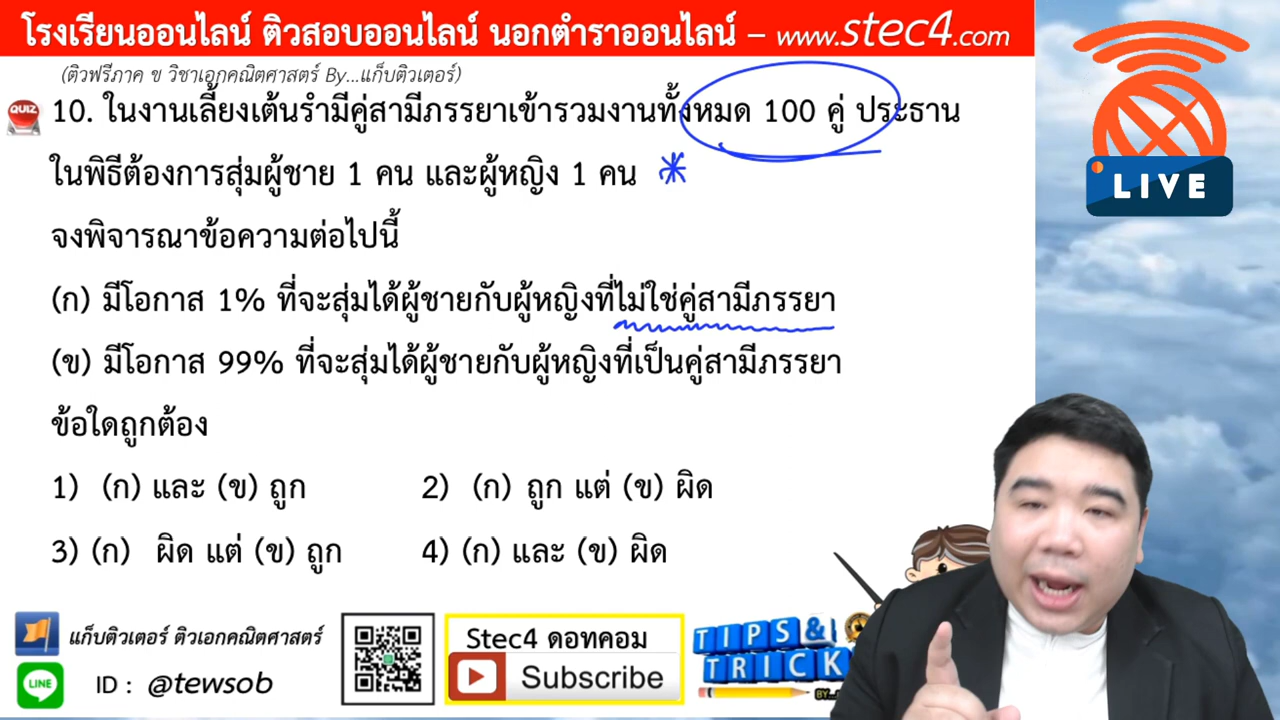 โรงเรียนออนไลน์ ติวสอบออนไลน์ นอกตำราออนไลน์ – www.stec4.com
(ติวฟรีภาค ข วิชาเอกคณิตศาสตร์ By...แก็บติวเตอร์)
QUIZ
10. ในงานเลี้ยงเต้นรำมีคู่สามีภรรยาเข้ารวมงานทั้งหมด 100 คู่ ประธาน
ในพิธีต้องการสุ่มผู้ชาย 1 คน และผู้หญิง 1 คน *
จงพิจารณาข้อความต่อไปนี้
(ก) มีโอกาส 1% ที่จะสุ่มได้ผู้ชายกับผู้หญิงที่ไม่ใช่คู่สามีภรรยา
(ข) มีโอกาส 99% ที่จะสุ่มได้ผู้ชายกับผู้หญิงที่เป็นคู่สามีภรรยา
ข้อใดถูกต้อง
1) (ก) และ (ข) ถูก 2) (ก) ถูก แต่ (ข) ผิด
3) (ก) ผิด แต่ (ข) ถูก 4) (ก) และ (ข) ผิด
LIVE
แก็บติวเตอร์ ติวเอกคณิตศาสตร์
LINE
ID : @tewsob
Stec4 ดอทคอม
Subscribe
TIPS &
TRICK